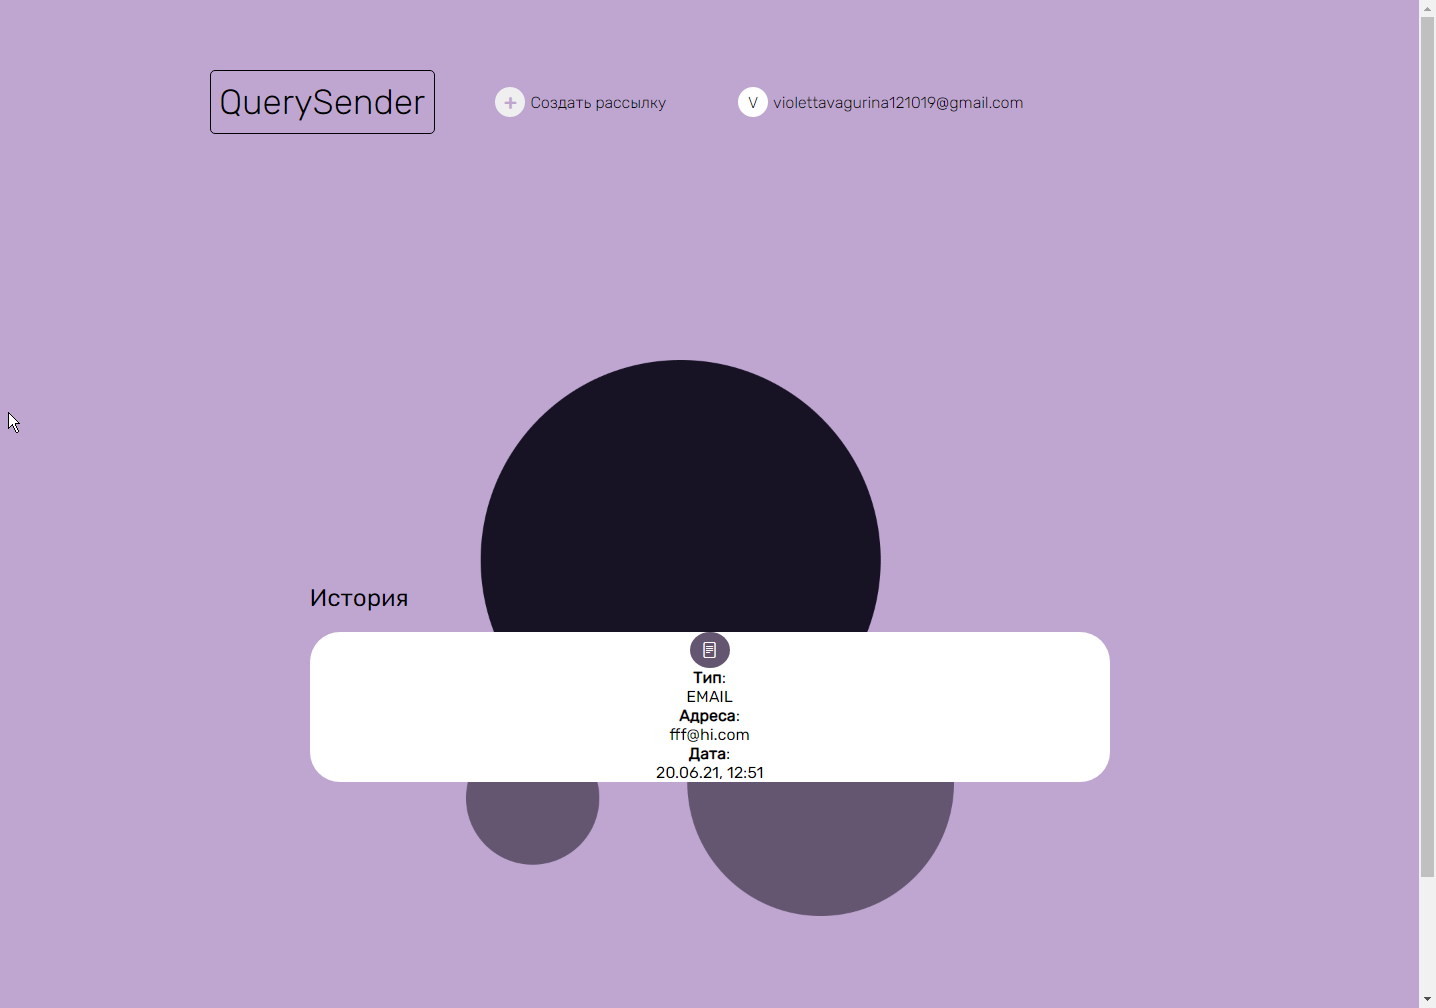 QuerySender
+ Создать рассылку
V violettavagurina121019@gmail.com
История
Тип:
EMAIL
Адреса:
fff@hi.com
Дата:
20.06.21, 12:51